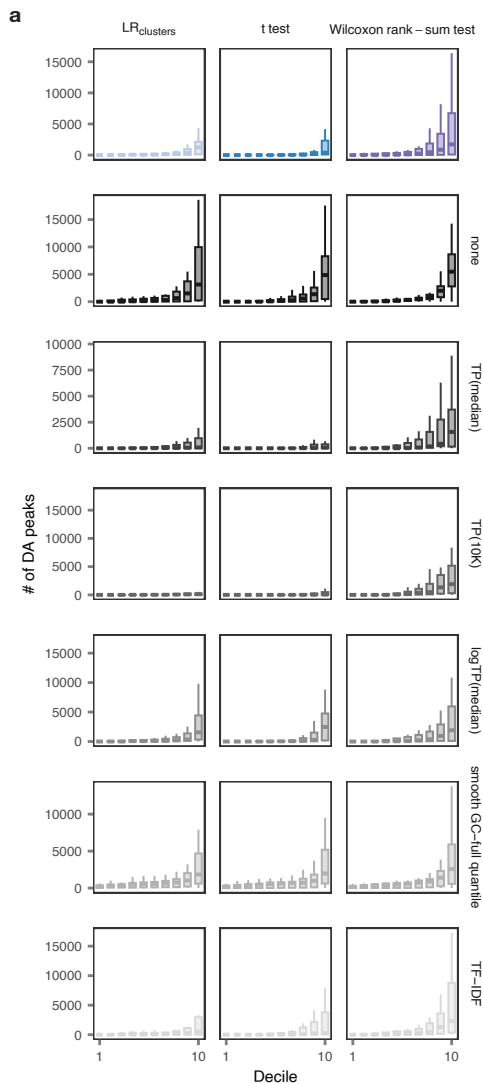 a
LRclusters
t test
Wilcoxon rank−sum test
15000
10000
5000
0
15000
10000
5000
0
none
10000
7500
5000
2500
0
TP(median)
15000
10000
5000
0
TP(10K)
15000
10000
5000
0
logTP(median)
10000
5000
0
smooth GC−full quantile
15000
10000
5000
0
TF−IDF
# of DA peaks
1 10 1 10 1 10
Decile